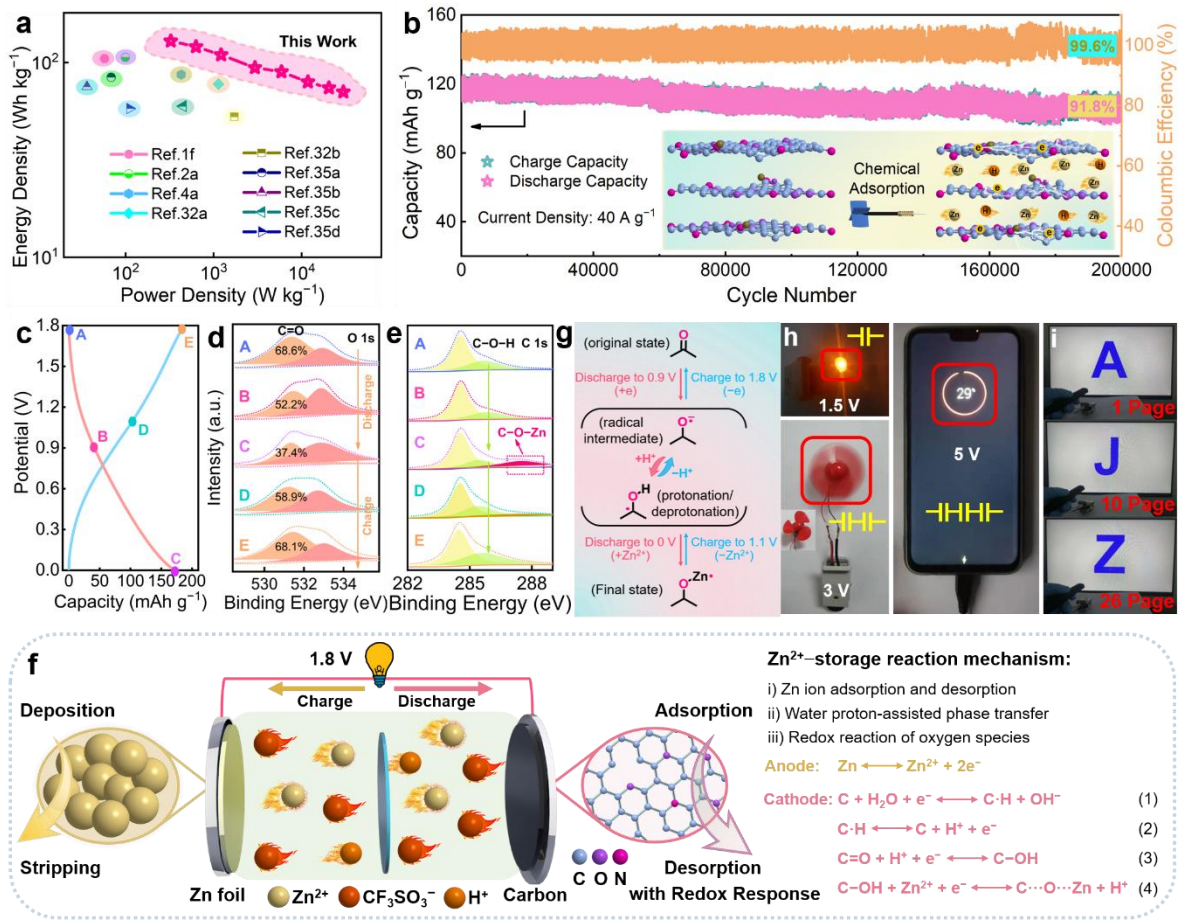 a
This Work
10²
10¹
Energy Density (Wh kg⁻¹)
Ref.1f
Ref.2a
Ref.4a
Ref.32a
Ref.32b
Ref.35a
Ref.35b
Ref.35c
Ref.35d
10²
10³
10⁴
Power Density (W kg⁻¹)
b
160
120
80
40
Capacity (mAh g⁻¹)
99.6%
91.8%
Charge Capacity
Discharge Capacity
Current Density: 40 A g⁻¹
Chemical
Adsorption
e
e
Zn
H
Zn
H
e
Zn
Zn
H
Zn
H
Zn
e
e
100
80
60
40
Coloumbic Effciency (%)
0
40000
80000
120000
160000
200000
Cycle Number
c
1.8
1.5
1.2
0.9
0.6
0.3
0.0
Potential (V)
A
B
C
D
E
0
50
100
150
200
Capacity (mAh g⁻¹)
d
C=O
O 1s
Intensity (a.u.)
A
68.6%
B
52.2%
Discharge
C
37.4%
D
58.9%
Charge
E
68.1%
530
532
534
Binding Energy (eV)
e
C–O–H
C 1s
A
B
C
C–O–Zn
D
E
282
285
288
Binding Energy (eV)
g
(original state)
O
Discharge to 0.9 V
(+e)
Charge to 1.8 V
(−e)
(radical
intermediate)
O
+H⁺
−H⁺
O
H
(protonation/
deprotonation)
Discharge to 0 V
(+Zn²⁺)
Charge to 1.1 V
(−Zn²⁺)
(Final state)
O
Zn
h
1.5 V
3 V
29%
5 V
i
A
1 Page
J
10 Page
Z
26 Page
f
1.8 V
Charge
Discharge
Deposition
Stripping
Adsorption
Desorption
with Redox Response
Zn foil
Zn²⁺
CF₃SO₃⁻
H⁺
Carbon
C O N
Zn²⁺–storage reaction mechanism:
i) Zn ion adsorption and desorption
ii) Water proton-assisted phase transfer
iii) Redox reaction of oxygen species
Anode: Zn ⟷ Zn²⁺ + 2e⁻
Cathode: C + H₂O + e⁻ ⟷ C·H + OH⁻ (1)
C·H ⟷ C + H⁺ + e⁻ (2)
C=O + H⁺ + e⁻ ⟷ C−OH (3)
C−OH + Zn²⁺ + e⁻ ⟷ C···O···Zn + H⁺ (4)